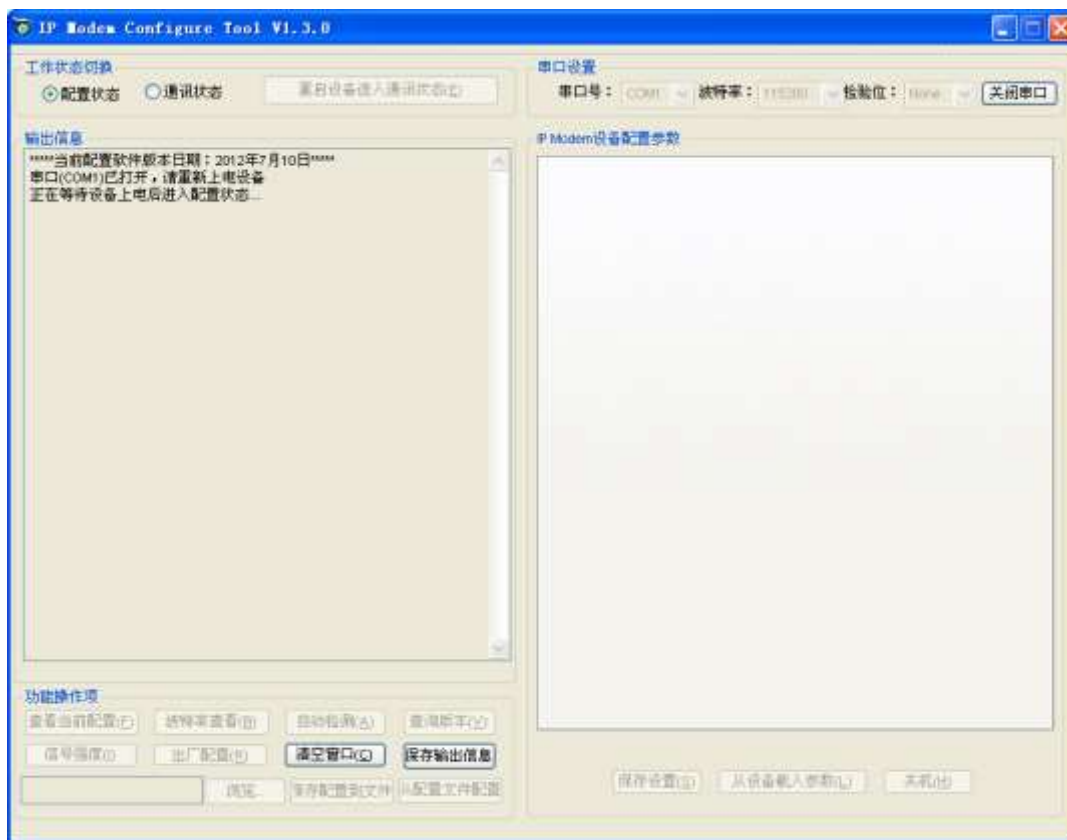 IP Modem Configure Tool V1.3.0
工作状态切换
配置状态 通讯状态 重启设备进入通讯状态(E)
串口设置
串口号： COM1 波特率： 115200 检验位： None 关闭串口
输出信息
*****当前配置软件版本日期：2012年7月10日*****
串口(COM1)已打开，请重新上电设备
正在等待设备上电后进入配置状态...
IP Modem设备配置参数
功能操作项
查看当前配置(F) 波特率查看(B) 自动检测(A) 查询版本(V)
信号强度(I) 出厂配置(R) 清空窗口(C) 保存输出信息
浏览 保存配置到文件 从配置文件配置
保存设置(S) 从设备载入参数(L) 关机(H)